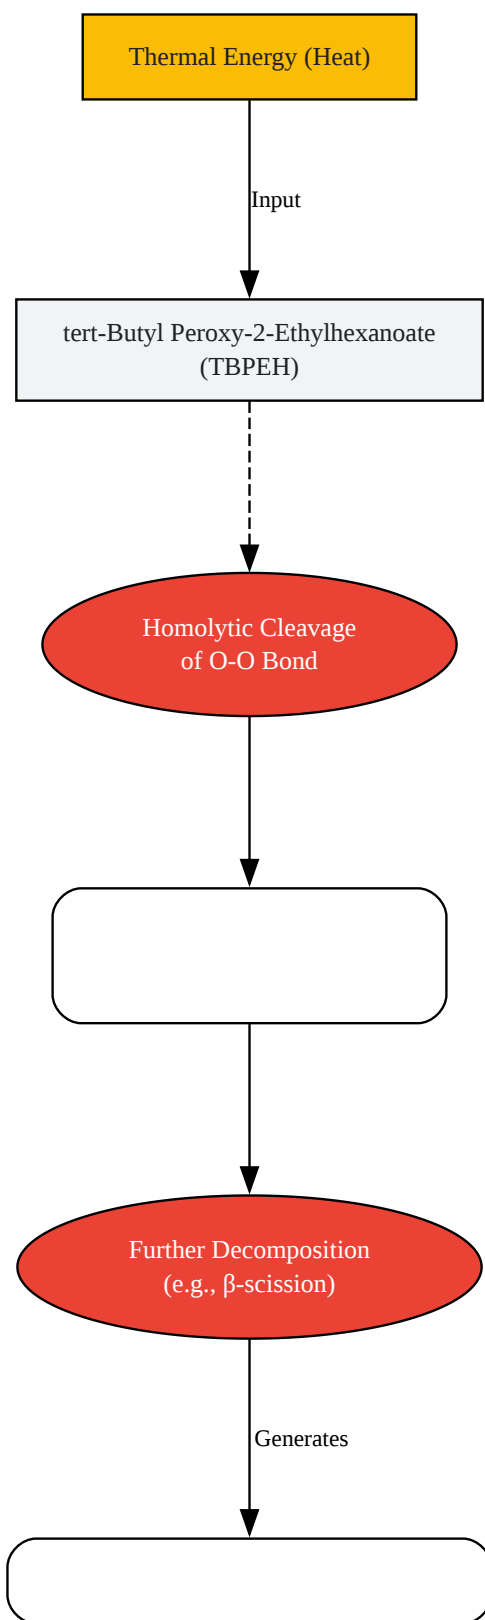 Thermal Energy (Heat)
Input
tert-Butyl Peroxy-2-Ethylhexanoate
(TBPEH)
Homolytic Cleavage
of O-O Bond
Further Decomposition
(e.g., β-scission)
Generates